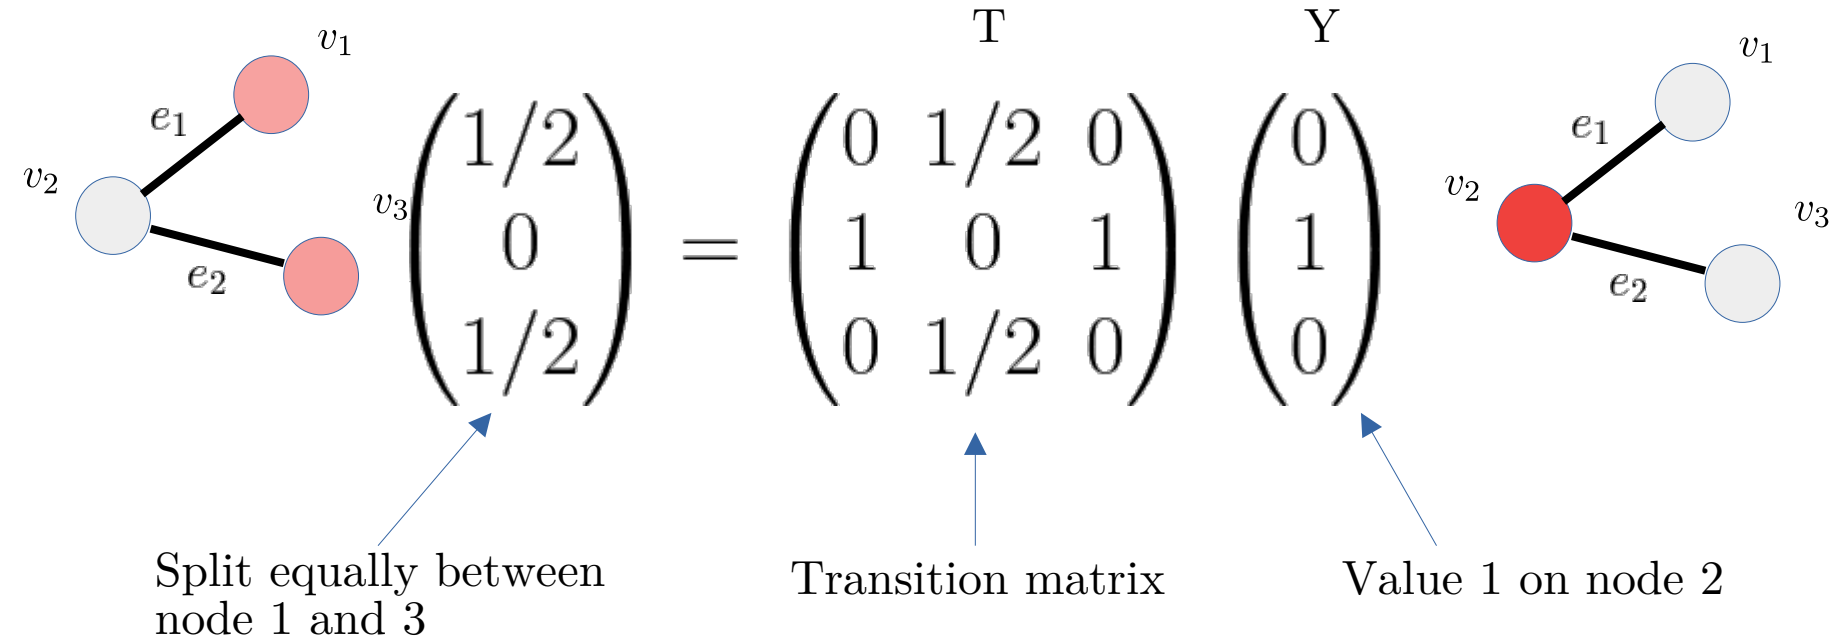 T Y
v₁ v₁
e₁ e₁
v₂ v₃ v₂ v₃
e₂ e₂
1/2 0 1/2 0 0
0 = 1 0 1 1
1/2 0 1/2 0 0
Split equally between
node 1 and 3
Transition matrix
Value 1 on node 2